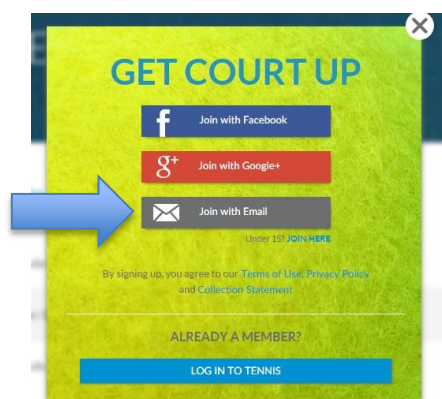 GET COURT UP
f Join with Facebook
g+ Join with Google+
Join with Email
Under 15? JOIN HERE
By signing up, you agree to our Terms of Use, Privacy Policy
and Collection Statement
ALREADY A MEMBER?
LOG IN TO TENNIS